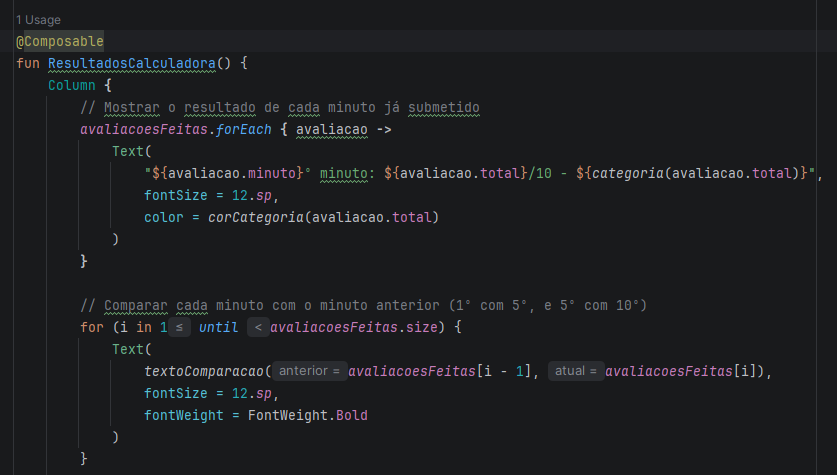 1 Usage
@Composable
fun ResultadosCalculadora() {
Column {
// Mostrar o resultado de cada minuto já submetido
avaliacoesFeitas.forEach { avaliacao ->
Text(
"${avaliacao.minuto}° minuto: ${avaliacao.total}/10 - ${categoria(avaliacao.total)}",
fontSize = 12.sp,
color = corCategoria(avaliacao.total)
)
}
// Comparar cada minuto com o minuto anterior (1° com 5°, e 5° com 10°)
for (i in 1 ≤ until < avaliacoesFeitas.size) {
Text(
textoComparacao( anterior = avaliacoesFeitas[i - 1], atual = avaliacoesFeitas[i]),
fontSize = 12.sp,
fontWeight = FontWeight.Bold
)
}